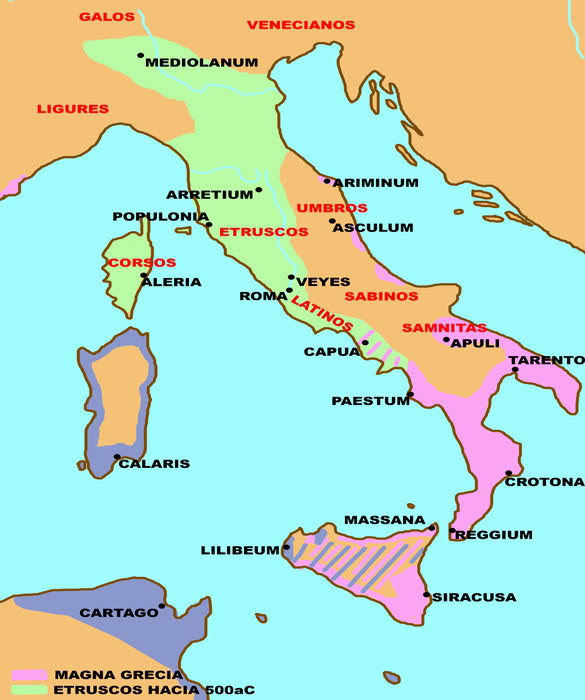 GALOS
VENECIANOS
MEDIOLANUM
LIGURES
ARIMINUM
ARRETIUM
UMBROS
POPULONIA
ASCULUM
ETRUSCOS
CORSOS
ALERIA
VEYES
ROMA
SABINOS
LATINOS
SAMNITAS
APULI
CAPUA
TARENTO
PAESTUM
CALARIS
CROTONA
MASSANA
REGGIUM
LILIBEUM
SIRACUSA
CARTAGO
MAGNA GRECIA
ETRUSCOS HACIA 500aC